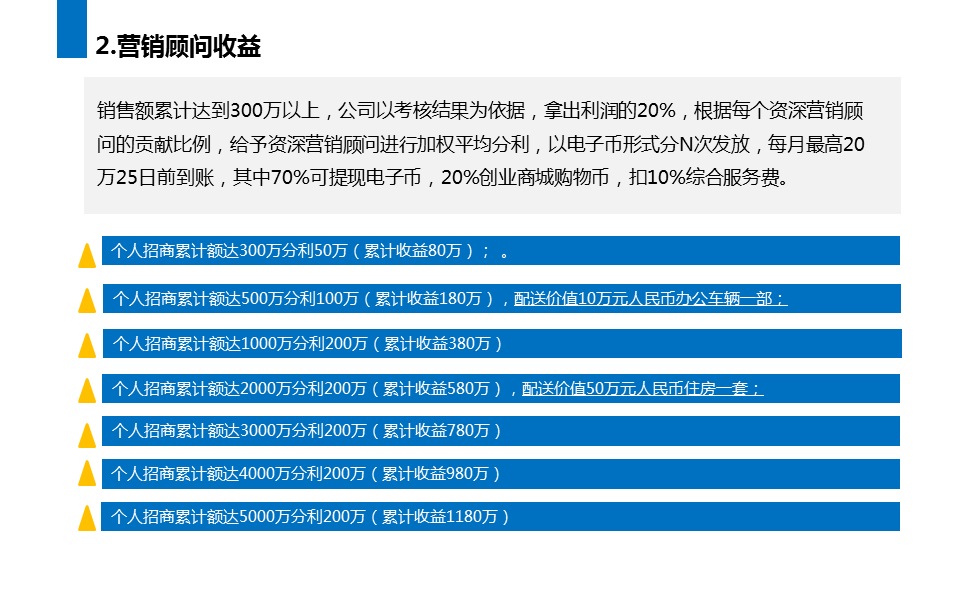 2.营销顾问收益
销售额累计达到300万以上，公司以考核结果为依据，拿出利润的20%，根据每个资深营销顾
问的贡献比例，给予资深营销顾问进行加权平均分利，以电子币形式分N次发放，每月最高20
万25日前到账，其中70%可提现电子币，20%创业商城购物币，扣10%综合服务费。
个人招商累计额达300万分利50万（累计收益80万）； 。
个人招商累计额达500万分利100万（累计收益180万），配送价值10万元人民币办公车辆一部；
个人招商累计额达1000万分利200万（累计收益380万）
个人招商累计额达2000万分利200万（累计收益580万），配送价值50万元人民币住房一套；
个人招商累计额达3000万分利200万（累计收益780万）
个人招商累计额达4000万分利200万（累计收益980万）
个人招商累计额达5000万分利200万（累计收益1180万）